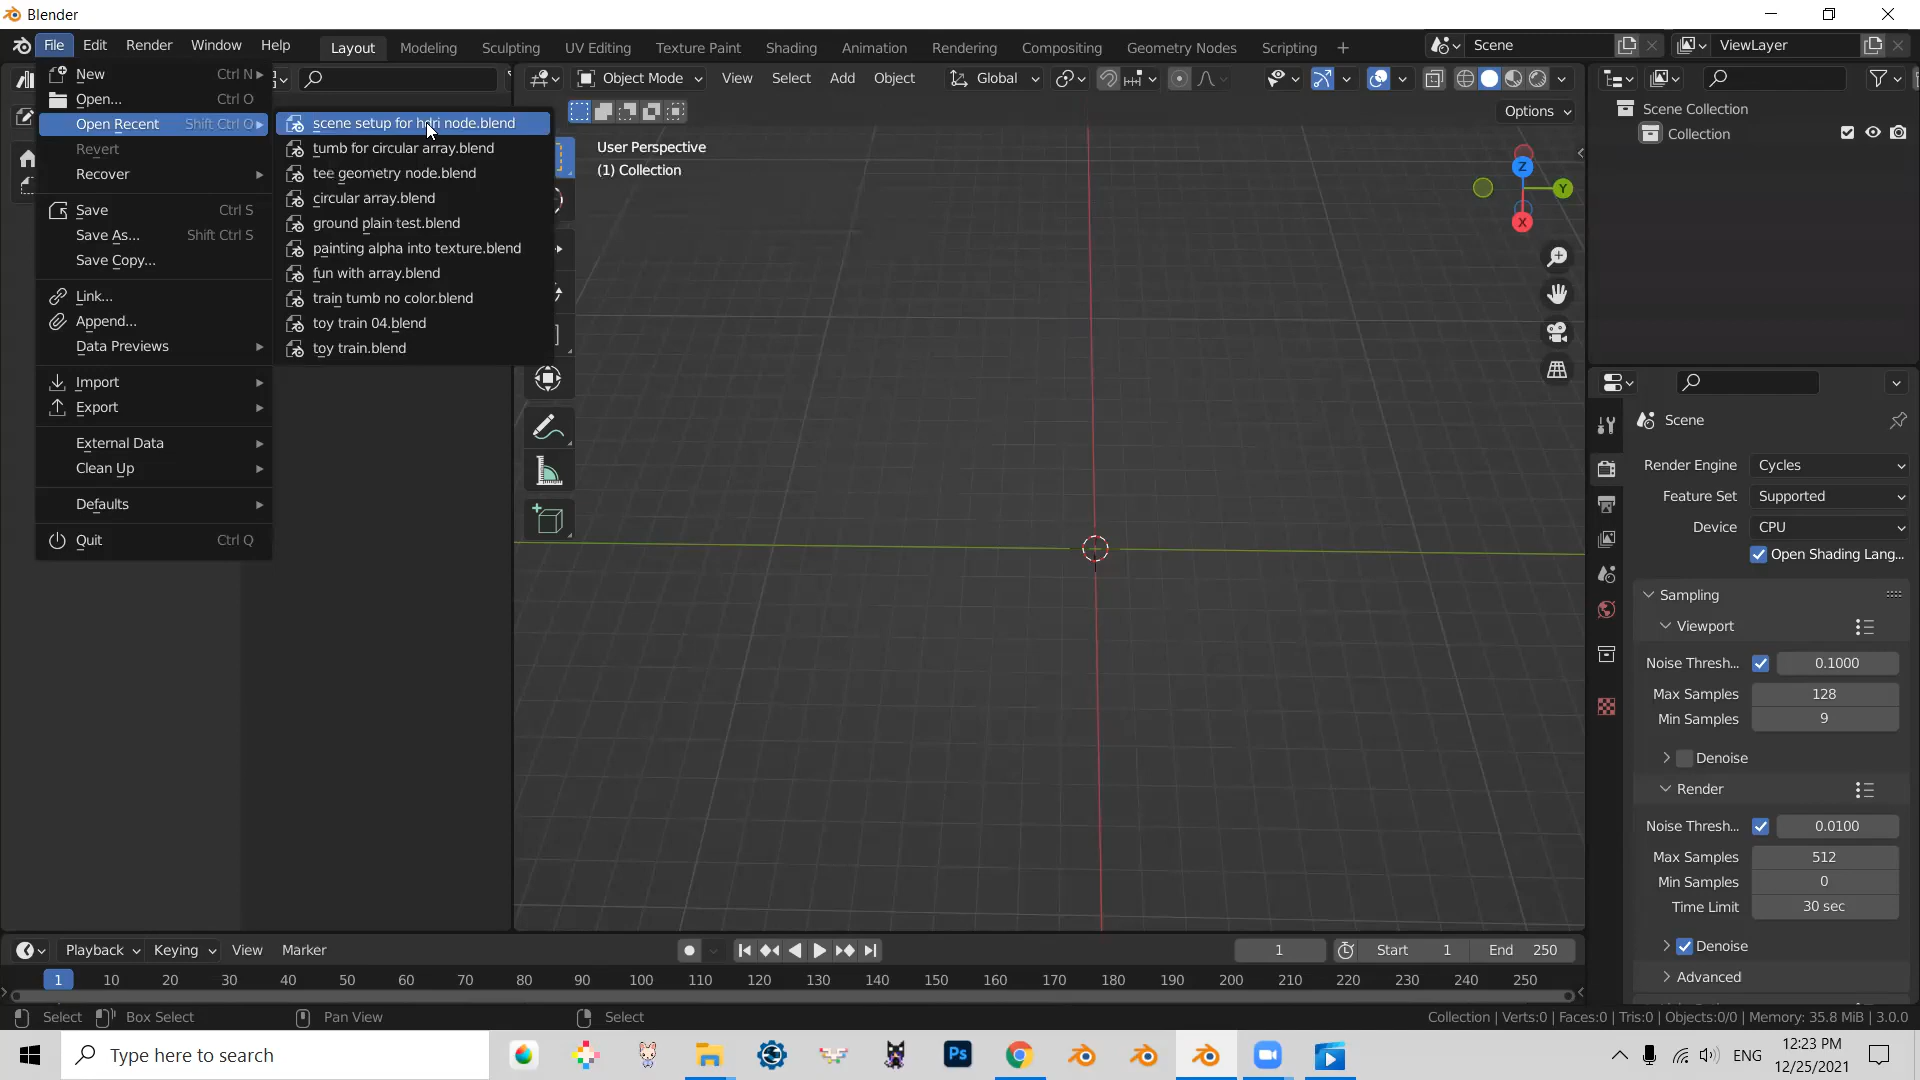 Blender
File Edit Render Window Help Layout Modeling Sculpting UV Editing Texture Paint Shading Animation Rendering Compositing Geometry Nodes Scripting + Scene ViewLayer
New Ctrl N
Open... Ctrl O
Open Recent Shift Ctrl O
Revert
Recover
Save Ctrl S
Save As... Shift Ctrl S
Save Copy...
Link...
Append...
Data Previews
Import
Export
External Data
Clean Up
Defaults
Quit Ctrl Q
scene setup for hdri node.blend
tumb for circular array.blend
tee geometry node.blend
circular array.blend
ground plain test.blend
painting alpha into texture.blend
fun with array.blend
train tumb no color.blend
toy train 04.blend
toy train.blend
Object Mode View Select Add Object Global
Options
User Perspective
(1) Collection
Z
Y
X
Scene Collection
Collection
Scene
Render Engine Cycles
Feature Set Supported
Device CPU
Open Shading Lang...
Sampling
Viewport
Noise Thresh... 0.1000
Max Samples 128
Min Samples 9
Denoise
Render
Noise Thresh... 0.0100
Max Samples 512
Min Samples 0
Time Limit 30 sec
Denoise
Advanced
Playback Keying View Marker 1 Start 1 End 250
1 10 20 30 40 50 60 70 80 90 100 110 120 130 140 150 160 170 180 190 200 210 220 230 240 250
Select Box Select Pan View Select Collection | Verts:0 | Faces:0 | Tris:0 | Objects:0/0 | Memory: 35.8 MiB | 3.0.0
Type here to search Ps ENG 12:23 PM
12/25/2021